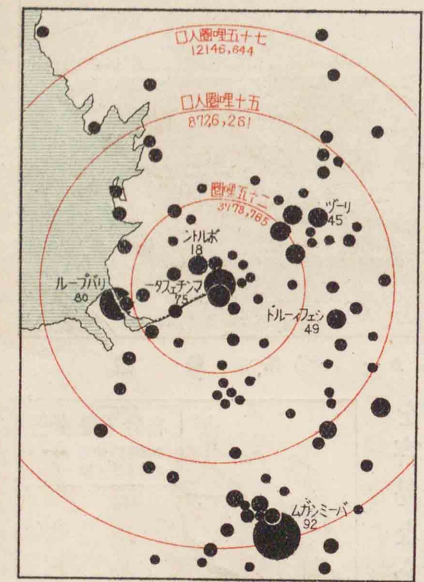 七十五哩圏人口
12146,644
五十哩圏人口
8726,261
二十五哩圏
3778,765
リーヅ
45
ボルトン
18
マンチェスター
75
リバプール
80
シェフィールド
49
バーミンガム
92